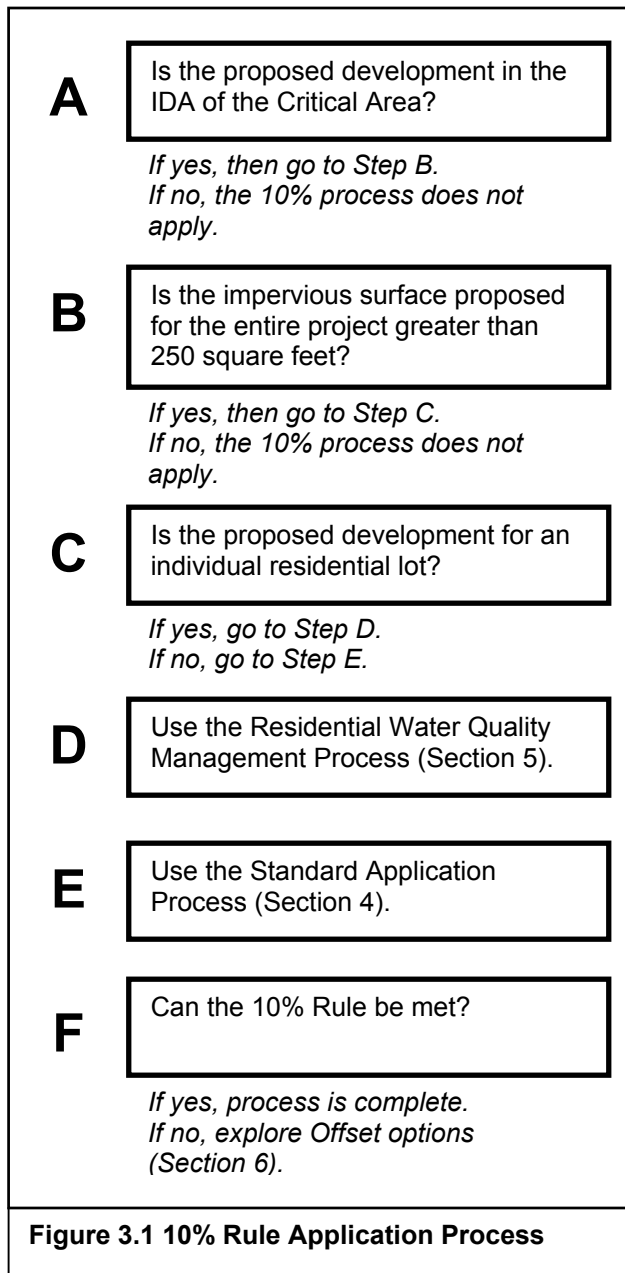 A
Is the proposed development in the
IDA of the Critical Area?
If yes, then go to Step B.
If no, the 10% process does not
apply.
B
Is the impervious surface proposed
for the entire project greater than
250 square feet?
If yes, then go to Step C.
If no, the 10% process does not
apply.
C
Is the proposed development for an
individual residential lot?
If yes, go to Step D.
If no, go to Step E.
D
Use the Residential Water Quality
Management Process (Section 5).
E
Use the Standard Application
Process (Section 4).
F
Can the 10% Rule be met?
If yes, process is complete.
If no, explore Offset options
(Section 6).
Figure 3.1 10% Rule Application Process